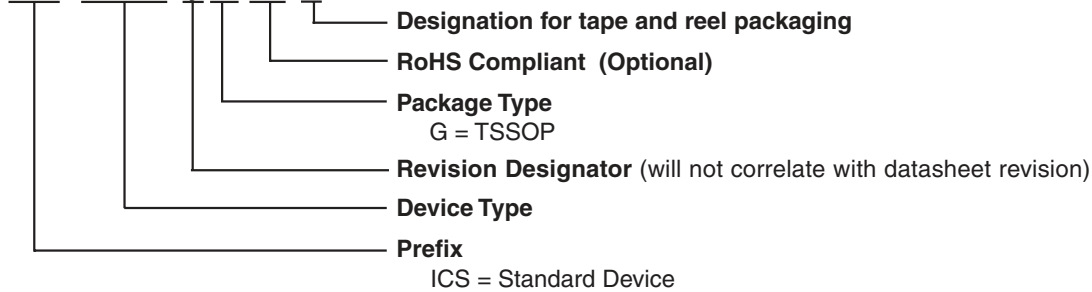 Designation for tape and reel packaging
RoHS Compliant (Optional)
Package Type
G = TSSOP
Revision Designator (will not correlate with datasheet revision)
Device Type
Prefix
ICS = Standard Device